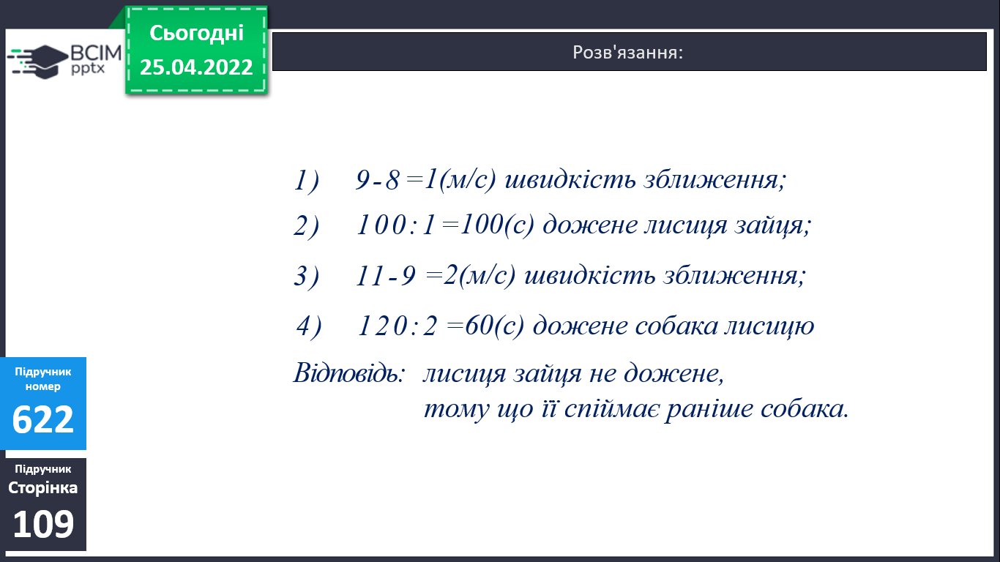 Сьогодні
25.04.2022
ВСІМ
pptx
Розв'язання:
1) 9-8=1(м/с) швидкість зближення;
2) 100:1=100(с) дожене лисиця зайця;
3) 11-9=2(м/с) швидкість зближення;
4) 120:2=60(с) дожене собака лисицю
Відповідь: лисиця зайця не дожене,
тому що її спіймає раніше собака.
Підручник
номер
622
Підручник
Сторінка
109